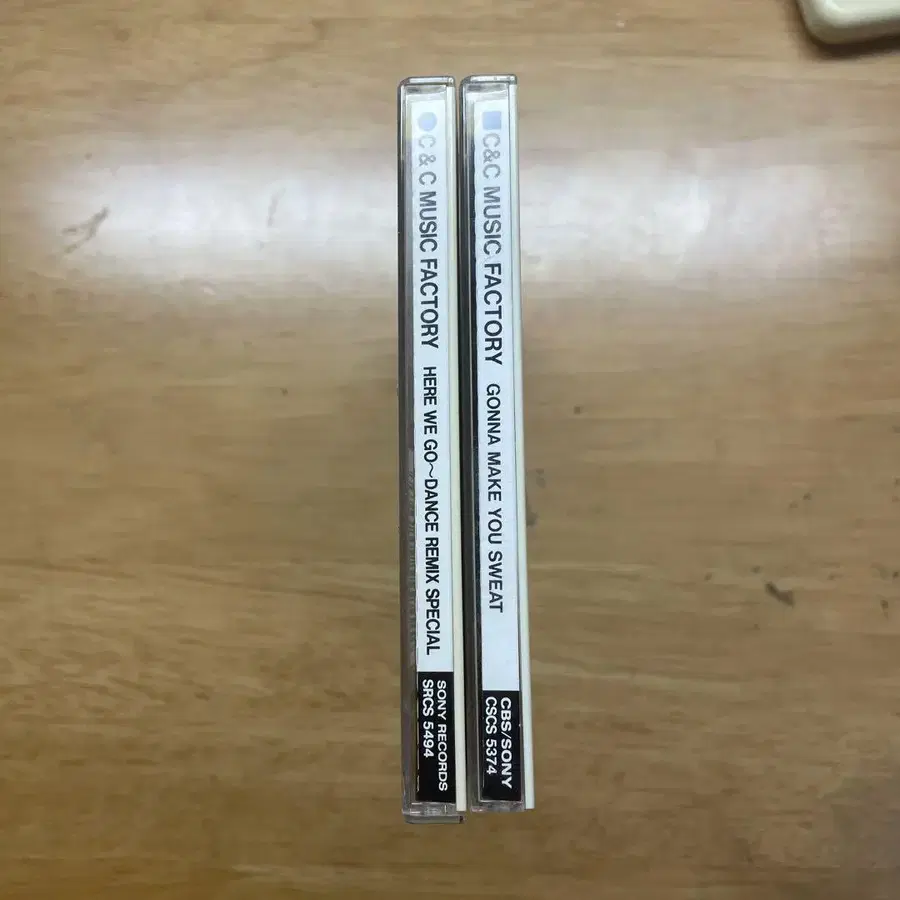 C & C MUSIC FACTORY HERE WE GO~DANCE REMIX SPECIAL
SONY RECORDS
SRCS 5494
C&C MUSIC FACTORY GONNA MAKE YOU SWEAT
CBS/SONY
CSCS 5374